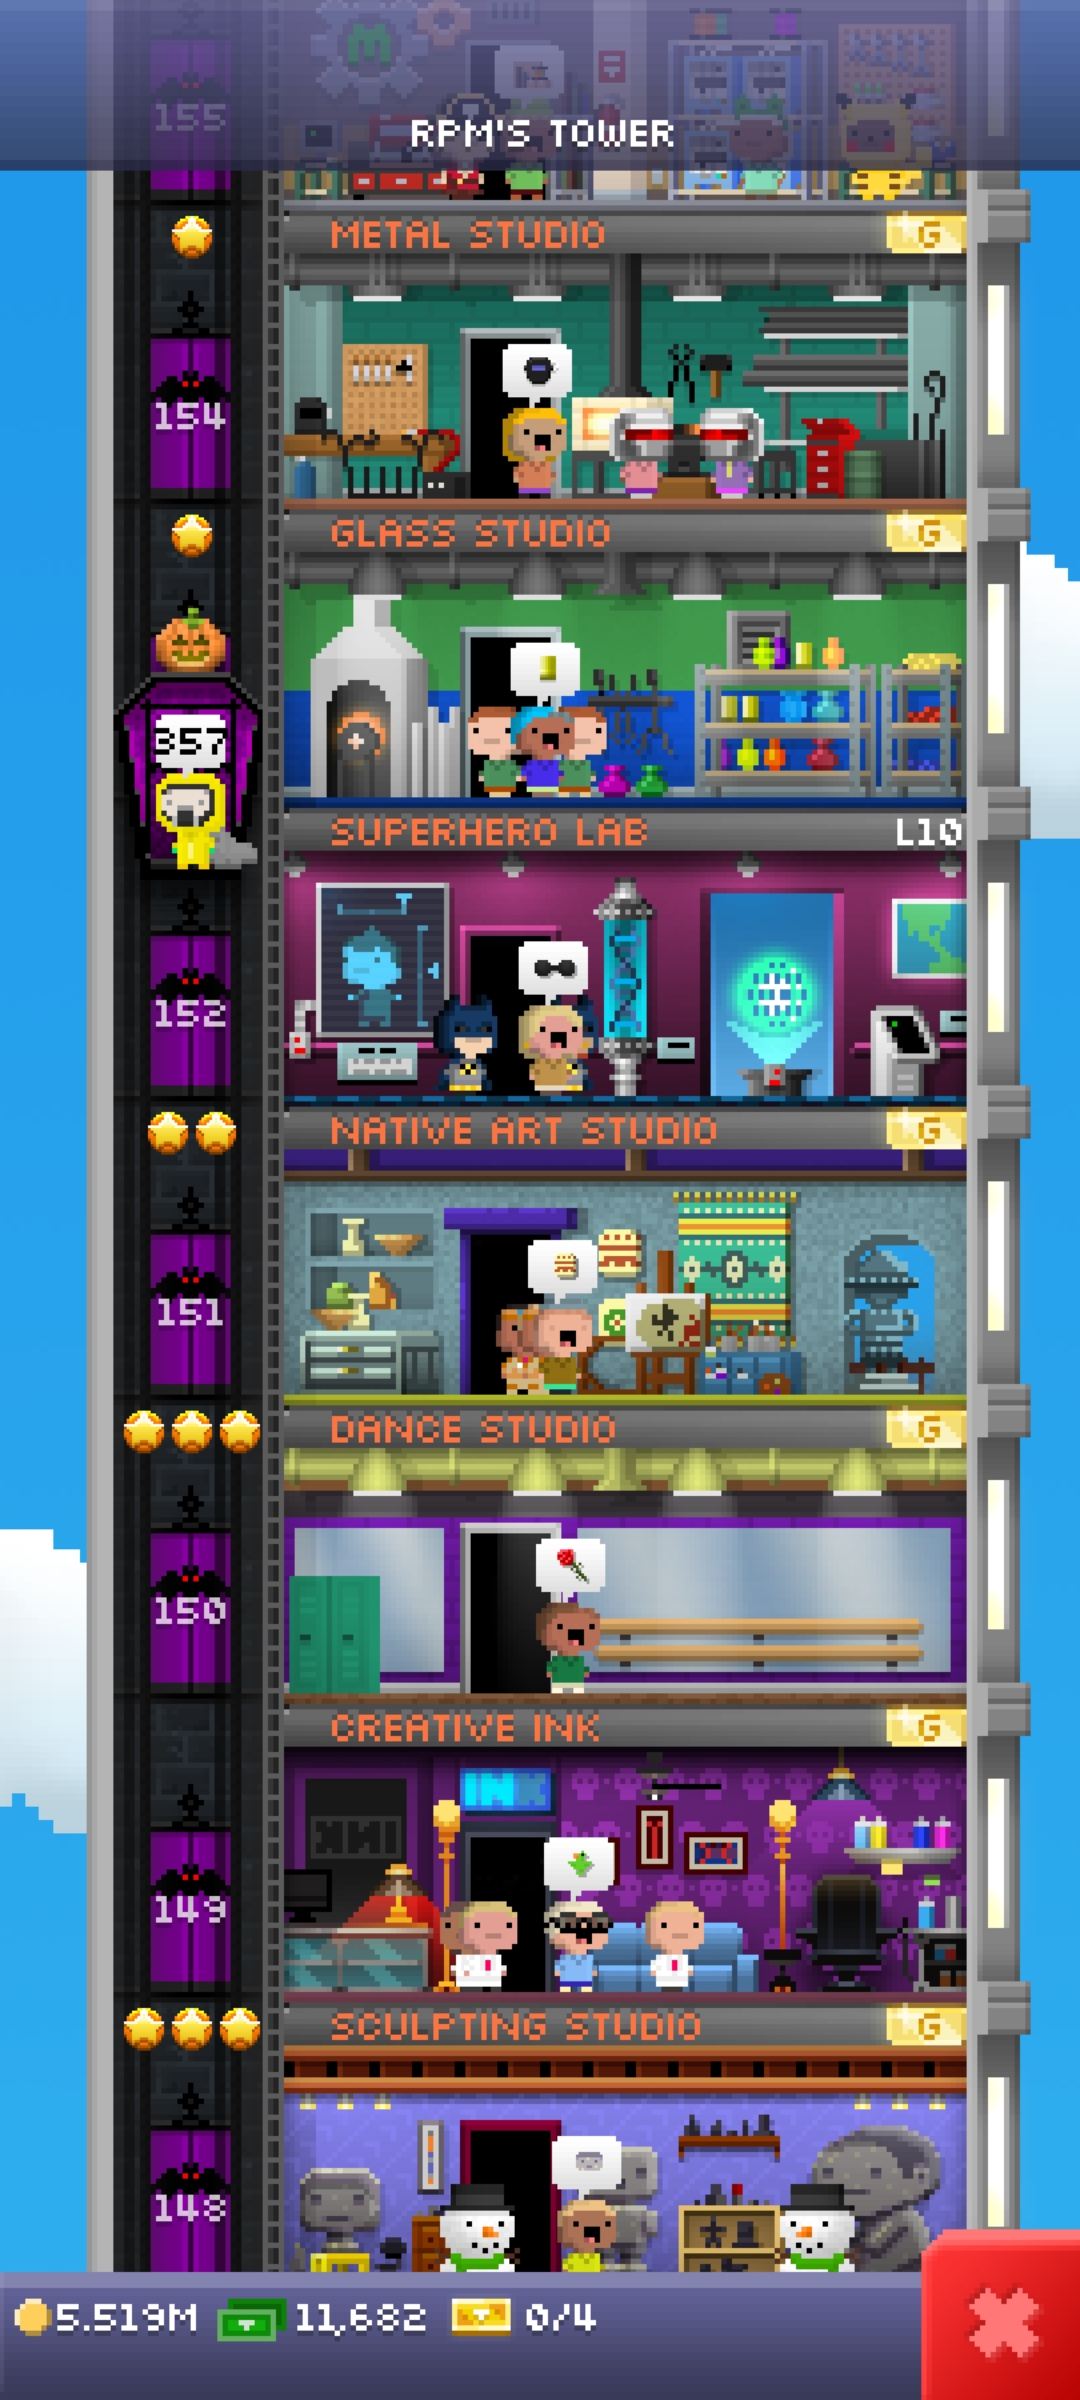 155
M
RPM'S TOWER
METAL STUDIO G
154
GLASS STUDIO G
357
SUPERHERO LAB L10
152
NATIVE ART STUDIO G
151
DANCE STUDIO G
150
CREATIVE INK G
INK
INK
149
SCULPTING STUDIO G
148
5.519M 11,682 0/4